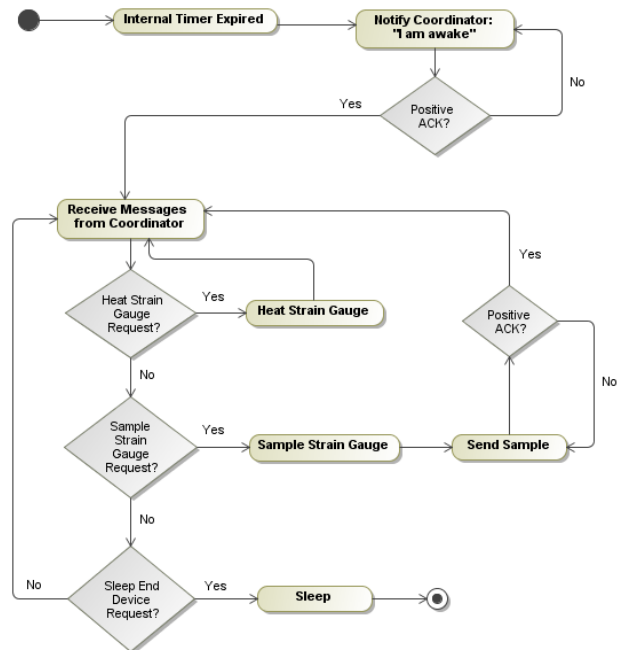 Internal Timer Expired
Notify Coordinator:
"I am awake"
No
Yes
Positive
ACK?
Receive Messages
from Coordinator
Yes
Heat Strain
Gauge
Request?
Yes
Heat Strain Gauge
Positive
ACK?
No
No
Sample
Strain
Gauge
Request?
Yes
Sample Strain Gauge
Send Sample
No
No
Sleep End
Device
Request?
Yes
Sleep